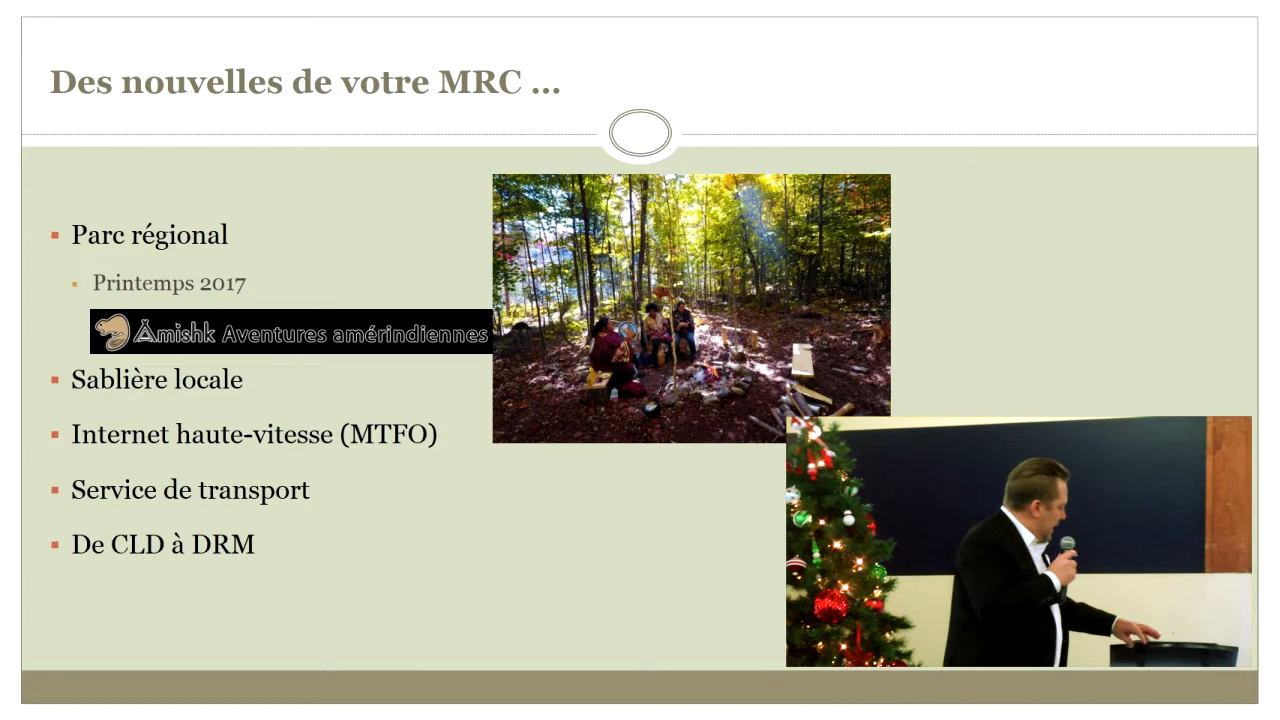 Des nouvelles de votre MRC ...
Parc régional
Printemps 2017
Amishk Aventures amérindiennes
Sablière locale
Internet haute-vitesse (MTFO)
Service de transport
De CLD à DRM